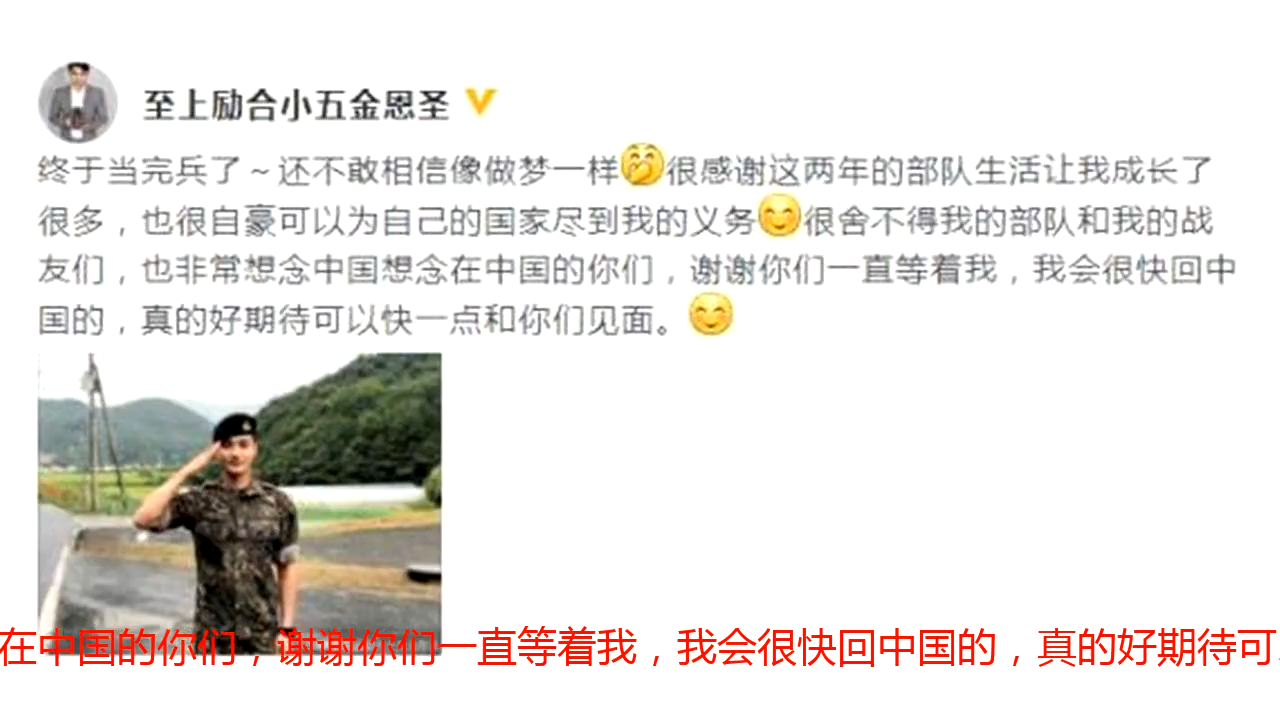 至上励合小五金恩圣
终于当完兵了～还不敢相信像做梦一样🤭很感谢这两年的部队生活让我成长了
很多，也很自豪可以为自己的国家尽到我的义务😊很舍不得我的部队和我的战
友们，也非常想念中国想念在中国的你们，谢谢你们一直等着我，我会很快回中
国的，真的好期待可以快一点和你们见面。😊
在中国的你们，谢谢你们一直等着我，我会很快回中国的，真的好期待可